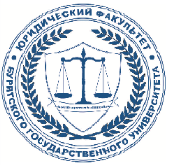 ЮРИДИЧЕСКИЙ ФАКУЛЬТЕТ
БУРЯТСКОГО ГОСУДАРСТВЕННОГО УНИВЕРСИТЕТА